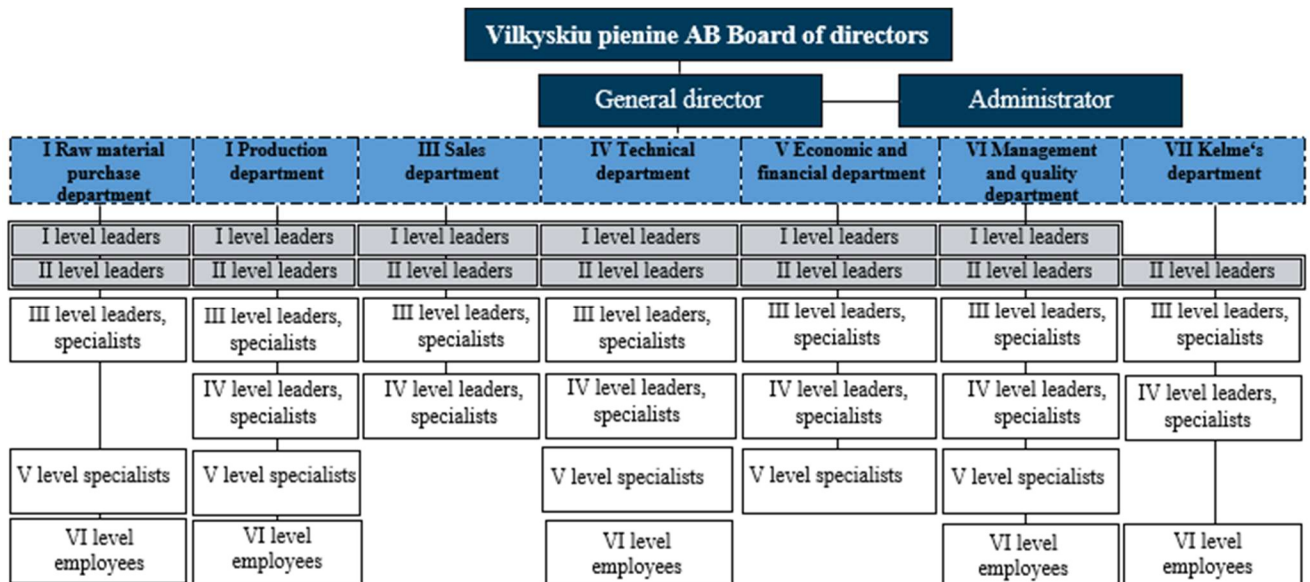 Vilkyskiu pienine AB Board of directors
General director
Administrator
I Raw material
purchase
department
I Production
department
III Sales
department
IV Technical
department
V Economic and
financial department
VI Management
and quality
department
VII Kelme‘s
department
I level leaders
I level leaders
I level leaders
I level leaders
I level leaders
I level leaders
II level leaders
II level leaders
II level leaders
II level leaders
II level leaders
II level leaders
II level leaders
III level leaders,
specialists
III level leaders,
specialists
III level leaders,
specialists
III level leaders,
specialists
III level leaders,
specialists
III level leaders,
specialists
III level leaders,
specialists
IV level leaders,
specialists
IV level leaders,
specialists
IV level leaders,
specialists
IV level leaders,
specialists
IV level leaders,
specialists
IV level leaders,
specialists
V level specialists
V level specialists
V level specialists
V level specialists
V level specialists
VI level
employees
VI level
employees
VI level
employees
VI level
employees
VI level
employees